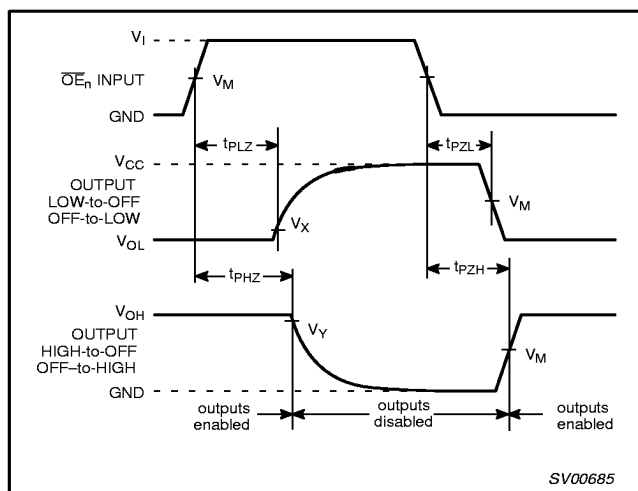 VI
OEn INPUT
VM
GND
tPLZ
tPZL
VCC
OUTPUT
LOW-to-OFF
OFF-to-LOW
VX
VM
VOL
tPHZ
tPZH
VOH
OUTPUT
HIGH-to-OFF
OFF–to-HIGH
VY
VM
GND
outputs
enabled
outputs
disabled
outputs
enabled
SV00685